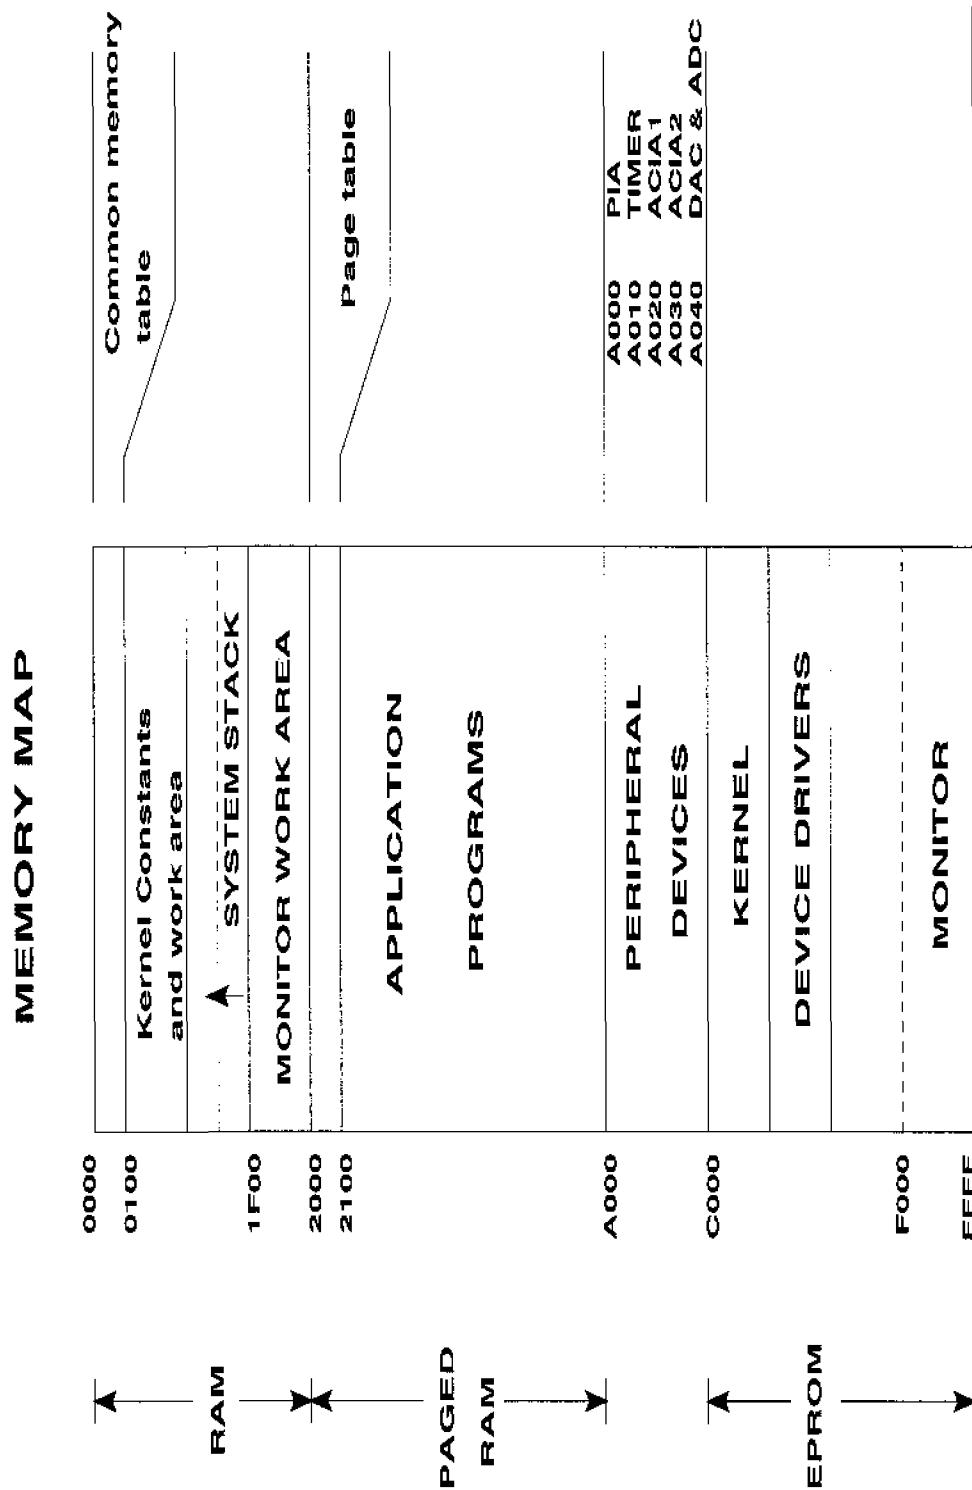 MEMORY MAP
0000
0100
1F00
2000
2100
A000
C000
F000
FFFF
RAM
PAGED
RAM
EPROM
Kernel Constants
and work area
SYSTEM STACK
MONITOR WORK AREA
APPLICATION
PROGRAMS
PERIPHERAL
DEVICES
KERNEL
DEVICE DRIVERS
MONITOR
Common memory
table
Page table
A000 PIA
A010 TIMER
A020 ACIA1
A030 ACIA2
A040 DAC & ADC